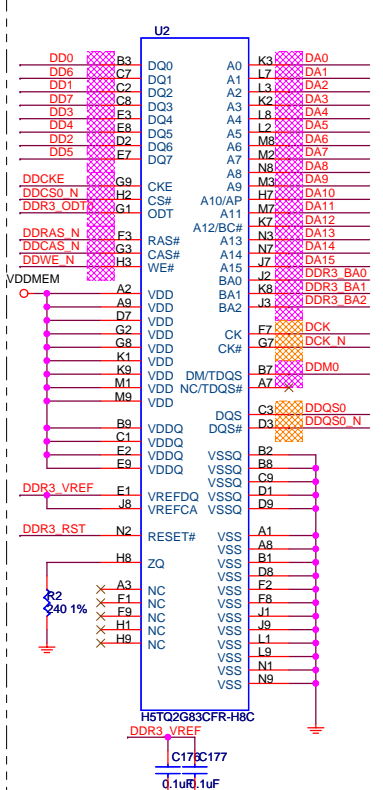 U2
DD0 B3 DQ0 A0 K3 DA0
DD6 C7 DQ1 A1 L7 DA1
DD1 C2 DQ2 A2 L3 DA2
DD7 C8 DQ3 A3 K2 DA3
DD3 E3 DQ4 A4 L8 DA4
DD4 E8 DQ5 A5 L2 DA5
DD2 D2 DQ6 A6 M8 DA6
DD5 E7 DQ7 A7 M2 DA7
A8 N8 DA8
DDCKE G9 CKE A9 M3 DA9
DDCS0_N H2 CS# A10/AP H7 DA10
DDR3_ODT0 G1 ODT A11 M7 DA11
A12/BC# K7 DA12
DDRAS_N F3 RAS# A13 N3 DA13
DDCAS_N G3 CAS# A14 N7 DA14
DDWE_N H3 WE# A15 J7 DA15
BA0 J2 DDR3_BA0
VDDMEM BA1 K8 DDR3_BA1
A2 VDD BA2 J3 DDR3_BA2
A9 VDD
D7 VDD CK F7 DCK
G2 VDD CK# G7 DCK_N
G8 VDD
K1 VDD DM/TDQS B7 DDM0
K9 VDD NC/TDQS# A7
M1 VDD
M9 VDD DQS C3 DDQS0
DQS# D3 DDQS0_N
B9 VDDQ
C1 VDDQ
E2 VDDQ VSSQ B2
E9 VDDQ VSSQ B8
VSSQ C9
DDR3_VREF E1 VREFDQ VSSQ D1
J8 VREFCA VSSQ D9
DDR3_RST N2 RESET# VSS A1
VSS A8
H8 ZQ VSS B1
VSS D8
A3 NC VSS F2
R2 F1 NC VSS F8
240 1% F9 NC VSS J1
H1 NC VSS J9
H9 NC VSS L1
VSS L9
VSS N1
VSS N9
H5TQ2G83CFR-H8C
DDR3_VREF
C176 C177
0.1uF 0.1uF